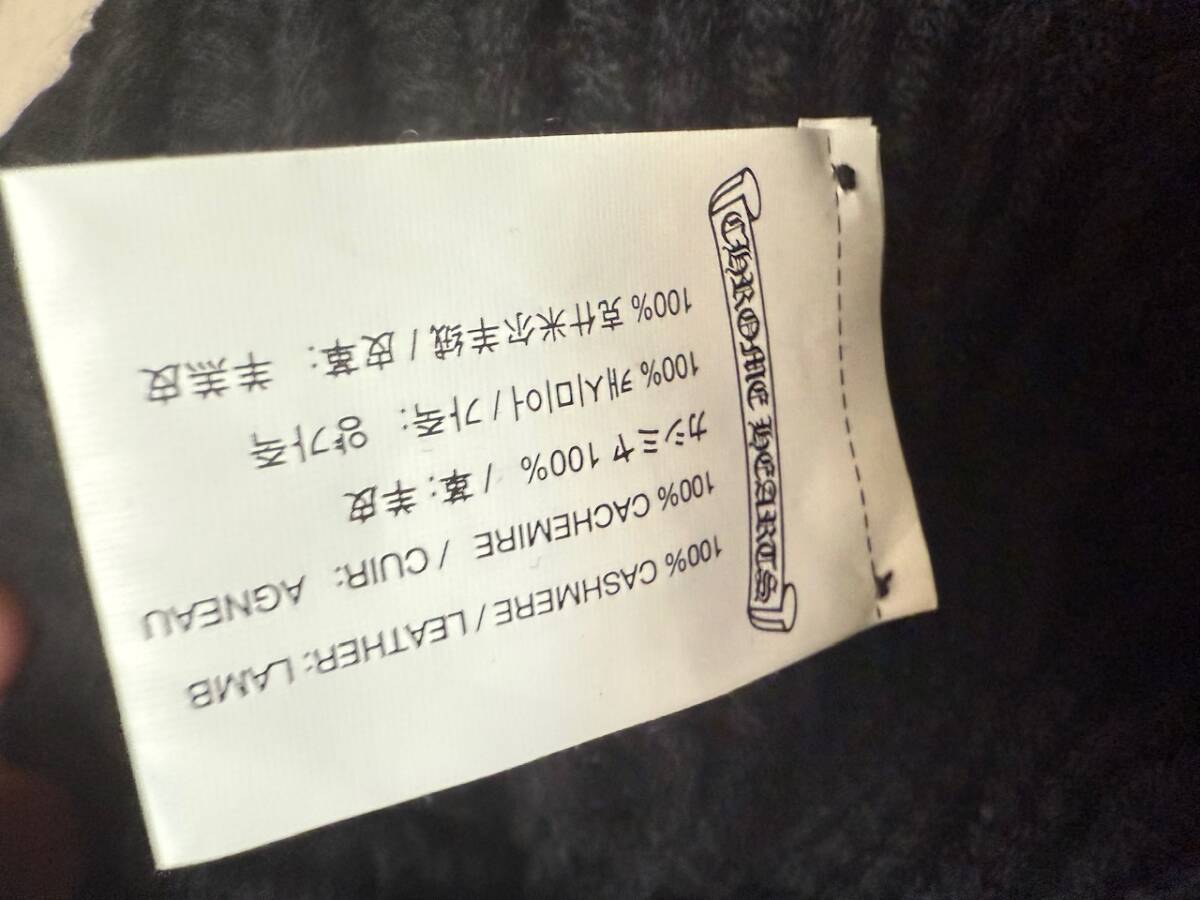 CHROME HEARTS
100% CASHMERE / LEATHER: LAMB
100% CACHEMIRE / CUIR: AGNEAU
カシミヤ 100% / 革: 羊皮
100% 캐시미어 / 가죽: 양가죽
100% 克什米尔羊绒 / 皮革: 羊羔皮